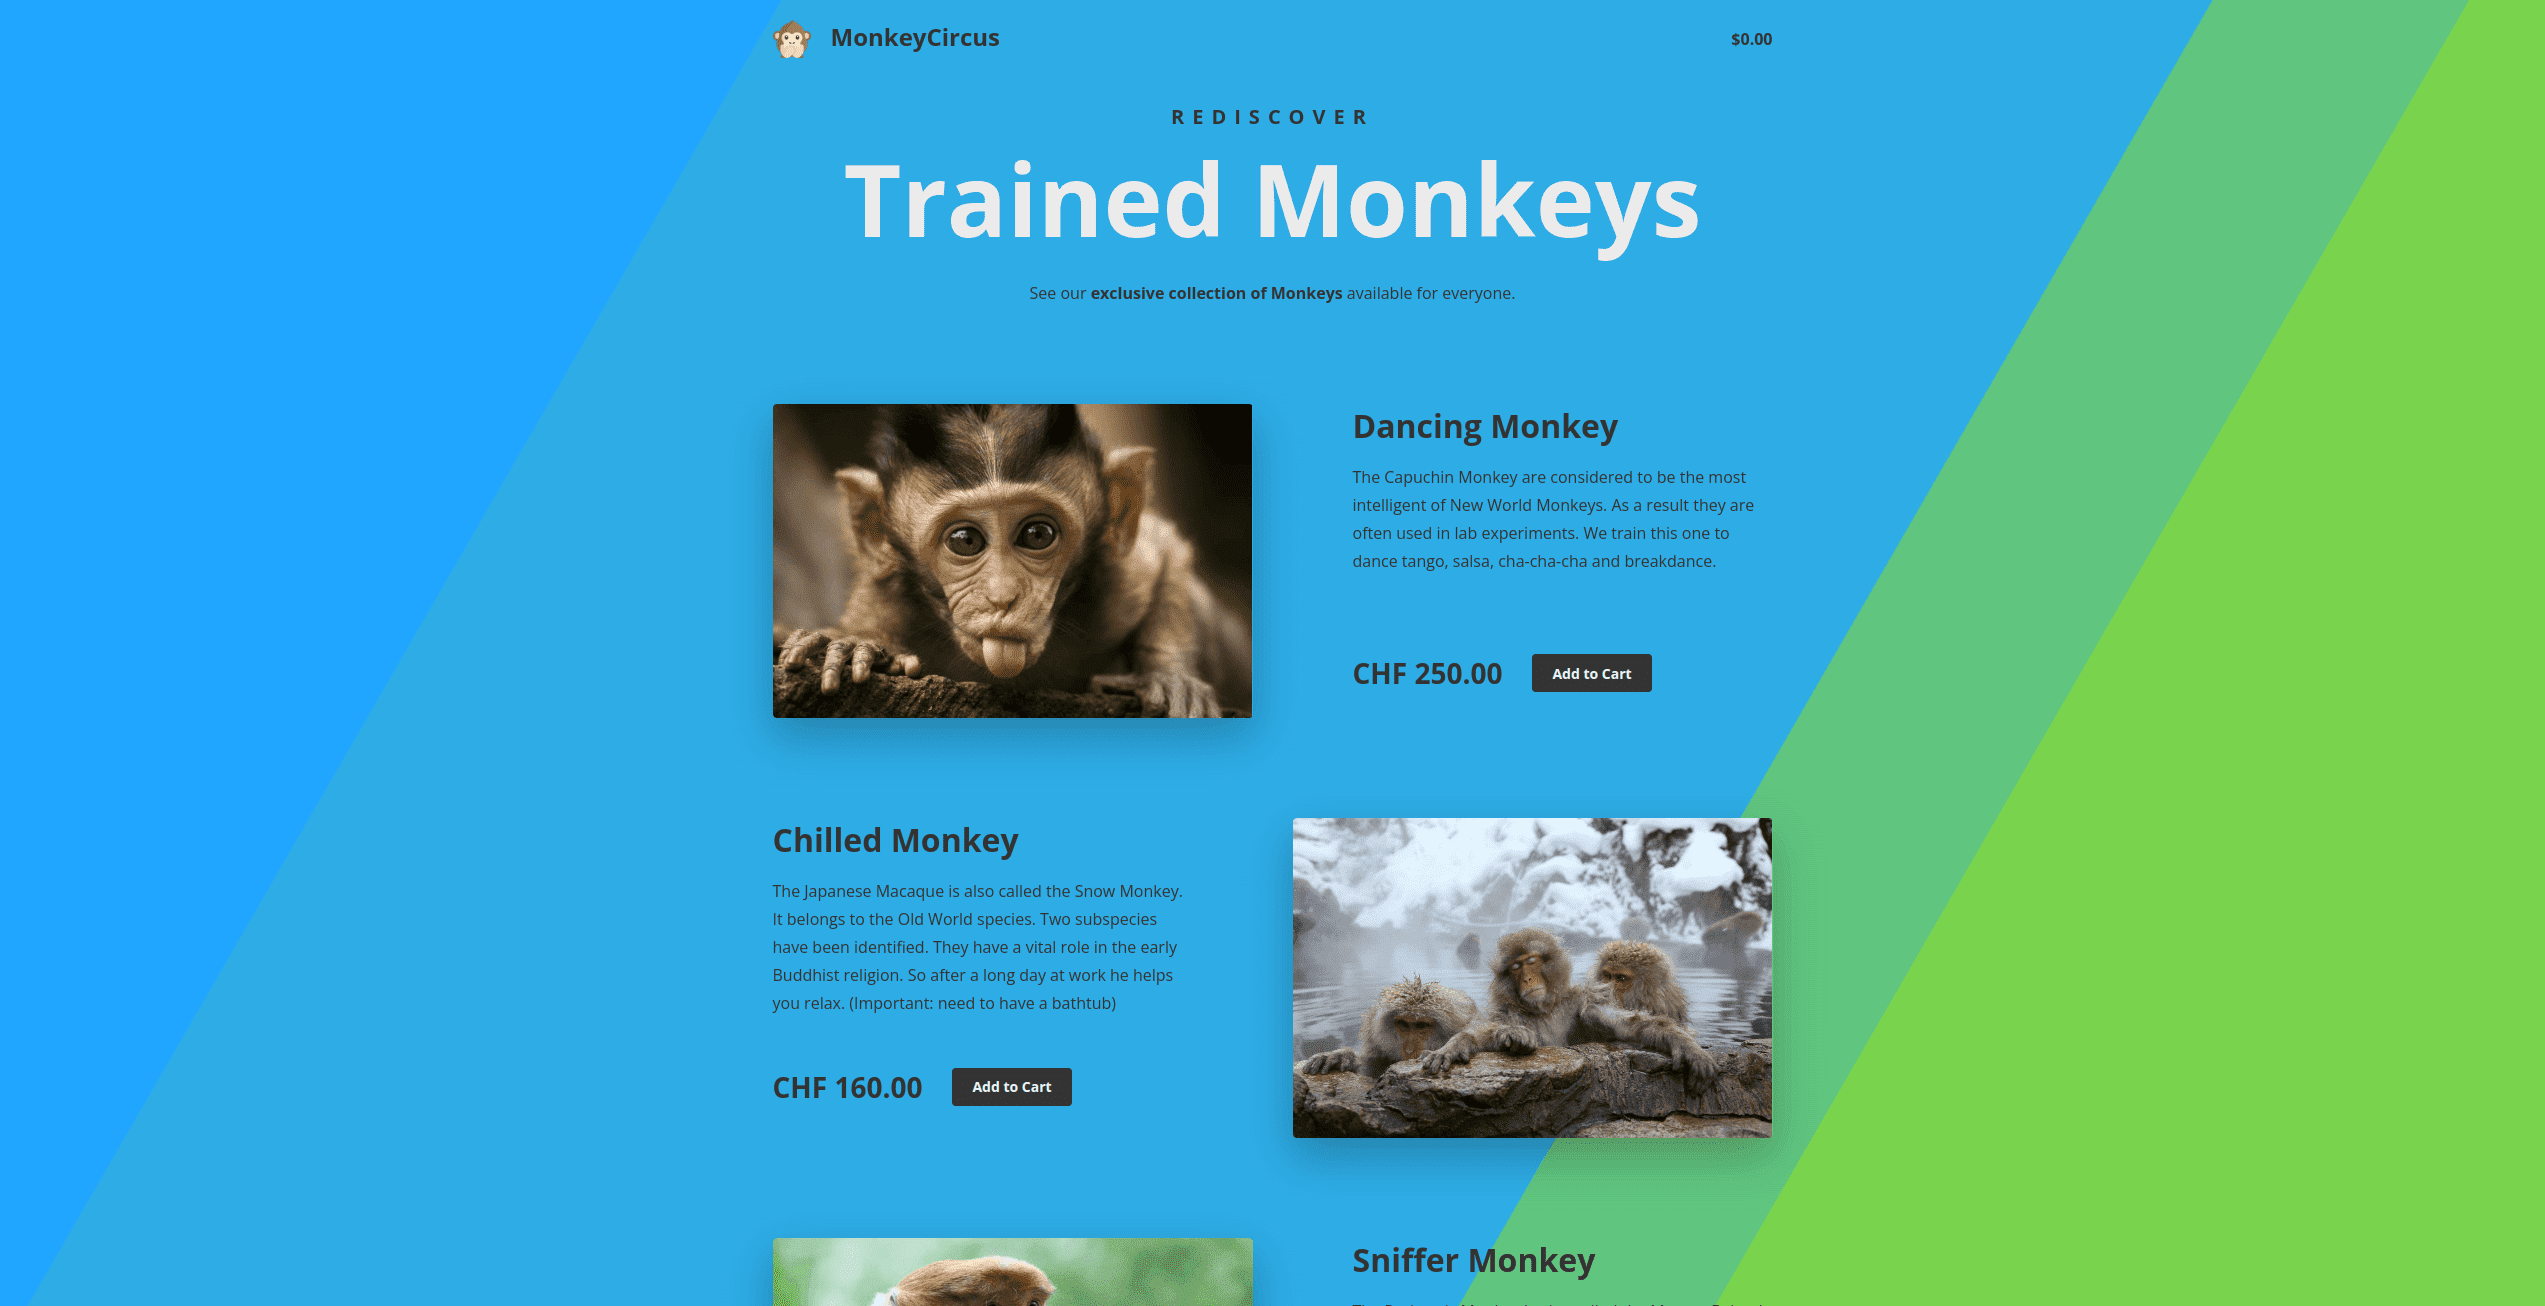 MonkeyCircus
$0.00
REDISCOVER
Trained Monkeys
See our exclusive collection of Monkeys available for everyone.
Dancing Monkey
The Capuchin Monkey are considered to be the most
intelligent of New World Monkeys. As a result they are
often used in lab experiments. We train this one to
dance tango, salsa, cha-cha-cha and breakdance.
CHF 250.00
Add to Cart
Chilled Monkey
The Japanese Macaque is also called the Snow Monkey.
It belongs to the Old World species. Two subspecies
have been identified. They have a vital role in the early
Buddhist religion. So after a long day at work he helps
you relax. (Important: need to have a bathtub)
CHF 160.00
Add to Cart
Sniffer Monkey